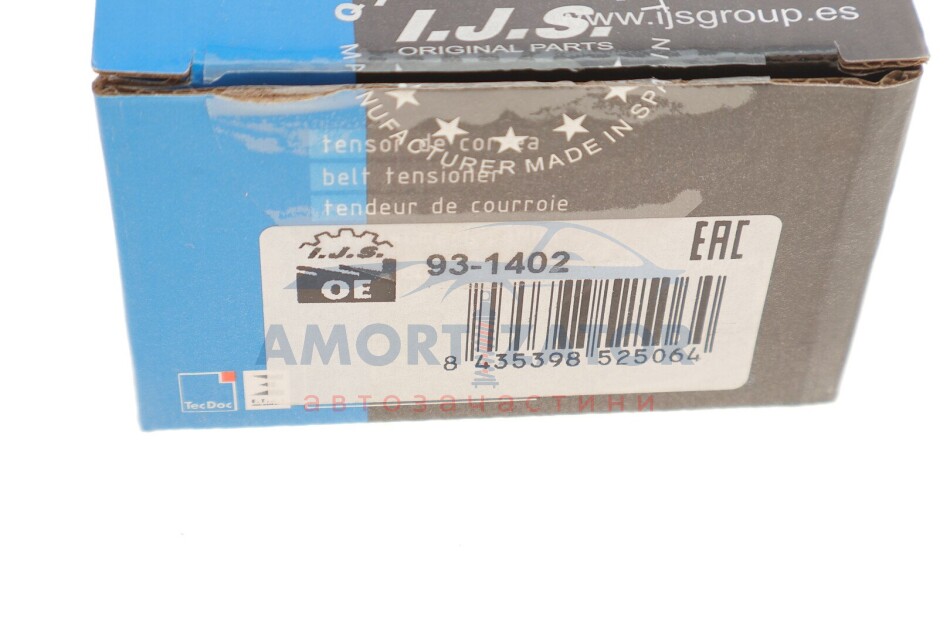 I.J.S.
www.ijsgroup.es
ORIGINAL PARTS
MANUFACTURER MADE IN SPAIN
tensor de correa
belt tensioner
tendeur de courroie
I.J.S.
OE
93-1402
EAC
AMORTIZATOR
8 435398 525064
TecDoc
автозачастини